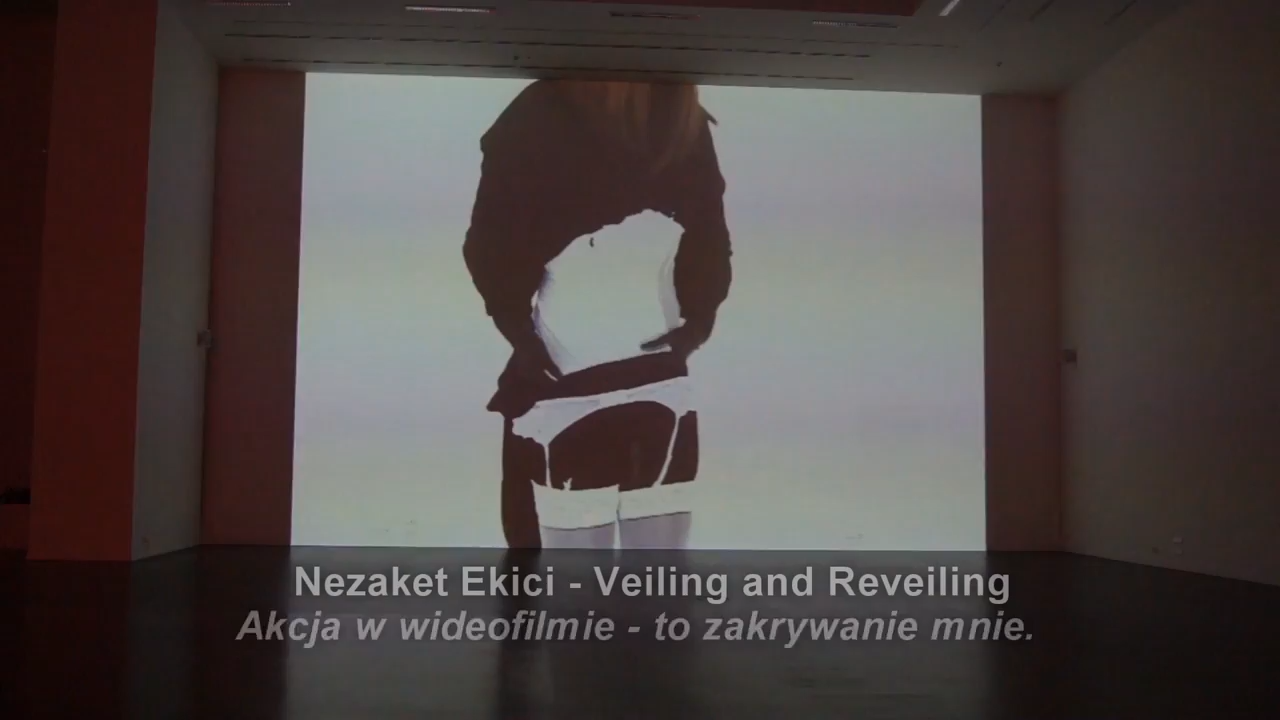 Nezaket Ekici - Veiling and Reveiling
Akcja w wideofilmie - to zakrywanie mnie.